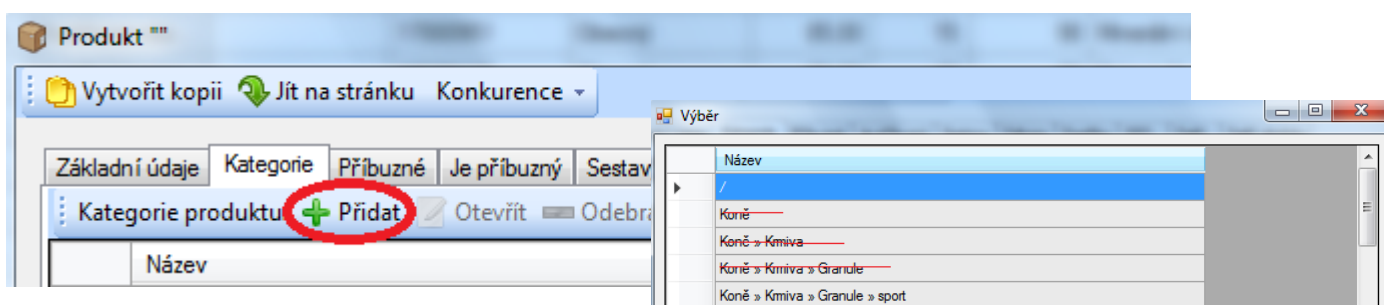 Produkt ""
Vytvořit kopii Jít na stránku Konkurence
Základní údaje Kategorie Příbuzné Je příbuzný Sestav
Kategorie produktu Přidat Otevřít Odebra
Název
Výběr
Název
/
Koně
Koně » Krmiva
Koně » Krmiva » Granule
Koně » Krmiva » Granule » sport